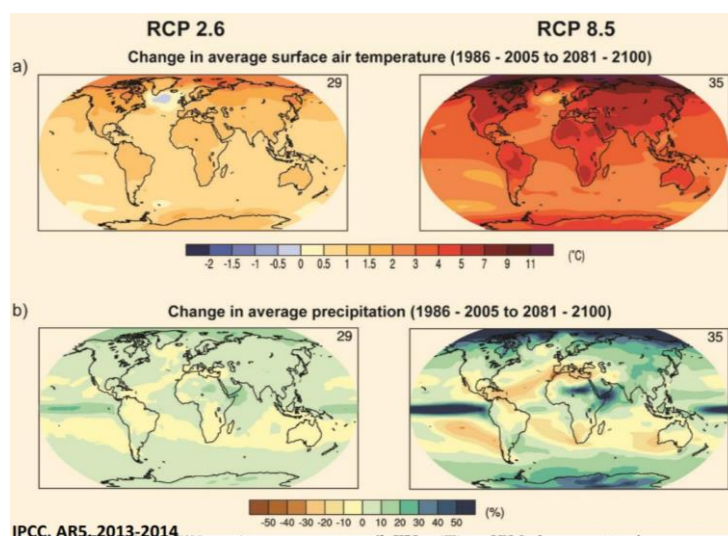 RCP 2.6 RCP 8.5
Change in average surface air temperature (1986 - 2005 to 2081 - 2100)
a)
29 35
-2 -1.5 -1 -0.5 0 0.5 1 1.5 2 3 4 5 7 9 11 (°C)
b)
Change in average precipitation (1986 - 2005 to 2081 - 2100)
29 35
-50 -40 -30 -20 -10 0 10 20 30 40 50 (%)
IPCC, AR5, 2013-2014